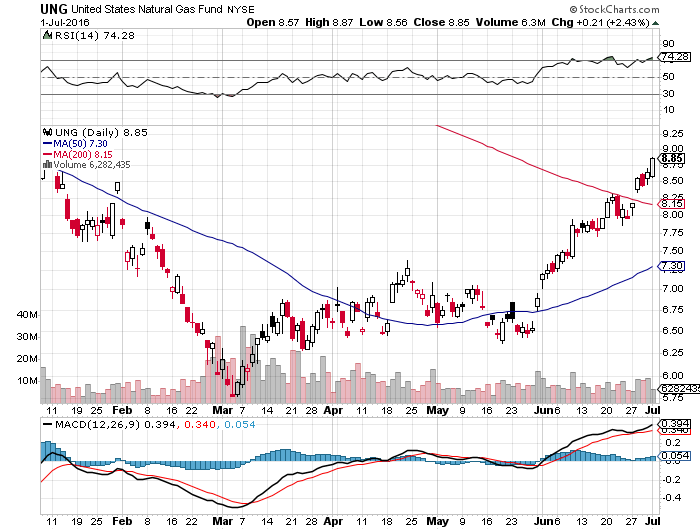 UNG United States Natural Gas Fund NYSE © StockCharts.com
1-Jul-2016 Open 8.57 High 8.87 Low 8.56 Close 8.85 Volume 6.3M Chg +0.21 (+2.43%)
RSI(14) 74.28
90
74.28
70
50
30
10
UNG (Daily) 8.85
MA(50) 7.30
MA(200) 8.15
Volume 6,282,435
9.25
9.00
8.85
8.75
8.50
8.25
8.15
8.00
7.75
7.50
7.30
7.25
7.00
6.75
6.50
6.25
6.00
5.75
6282435
40M
30M
20M
10M
11 19 25 Feb 8 16 22 Mar 7 14 21 28 Apr 11 18 25 May 9 16 23 Jun 6 13 20 27 Jul
MACD(12,26,9) 0.394, 0.340, 0.054
0.394
0.340
0.2
0.054
0.0
-0.2
-0.4
11 19 25 Feb 8 16 22 Mar 7 14 21 28 Apr 11 18 25 May 9 16 23 Jun 6 13 20 27 Jul